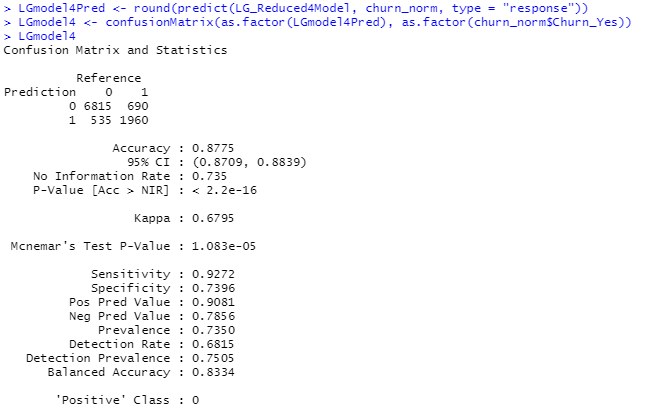 > LGmodel4Pred <- round(predict(LG_Reduced4Model, churn_norm, type = "response"))
> LGmodel4 <- confusionMatrix(as.factor(LGmodel4Pred), as.factor(churn_norm$Churn_Yes))
> LGmodel4
Confusion Matrix and Statistics
Reference
Prediction 0 1
0 6815 690
1 535 1960
Accuracy : 0.8775
95% CI : (0.8709, 0.8839)
No Information Rate : 0.735
P-Value [Acc > NIR] : < 2.2e-16
Kappa : 0.6795
Mcnemar's Test P-Value : 1.083e-05
Sensitivity : 0.9272
Specificity : 0.7396
Pos Pred Value : 0.9081
Neg Pred Value : 0.7856
Prevalence : 0.7350
Detection Rate : 0.6815
Detection Prevalence : 0.7505
Balanced Accuracy : 0.8334
'Positive' Class : 0